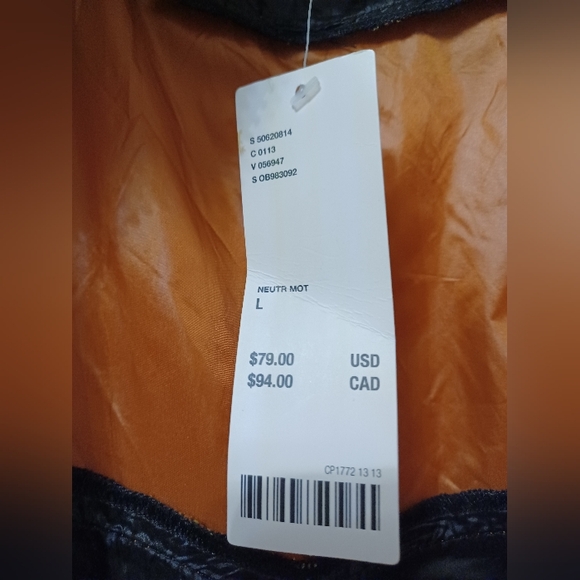 S 50620814
C 0113
V 056947
S OB983092
NEUTR MOT
L
$79.00 USD
$94.00 CAD
CP1772 13 13